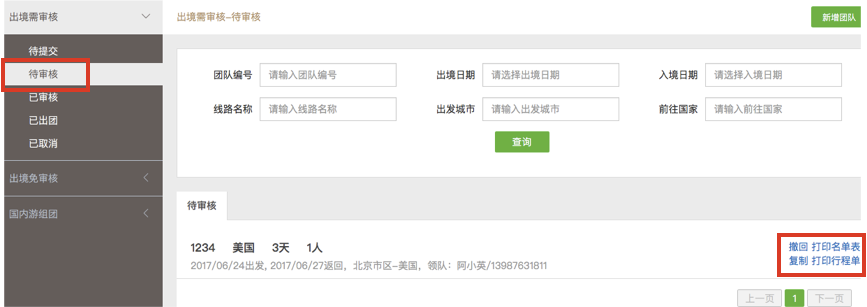 出境需审核
待提交
待审核
已审核
已出团
已取消
出境免审核
国内游组团
出境需审核-待审核
新增团队
团队编号 请输入团队编号 出境日期 请选择出境日期 入境日期 请选择入境日期
线路名称 请输入线路名称 出发城市 请输入出发城市 前往国家 请输入前往国家
查询
待审核
1234 美国 3天 1人
2017/06/24出发, 2017/06/27返回, 北京市区-美国, 领队: 阿小英/13987631811
撤回 打印名单表
复制 打印行程单
上一页 1 下一页